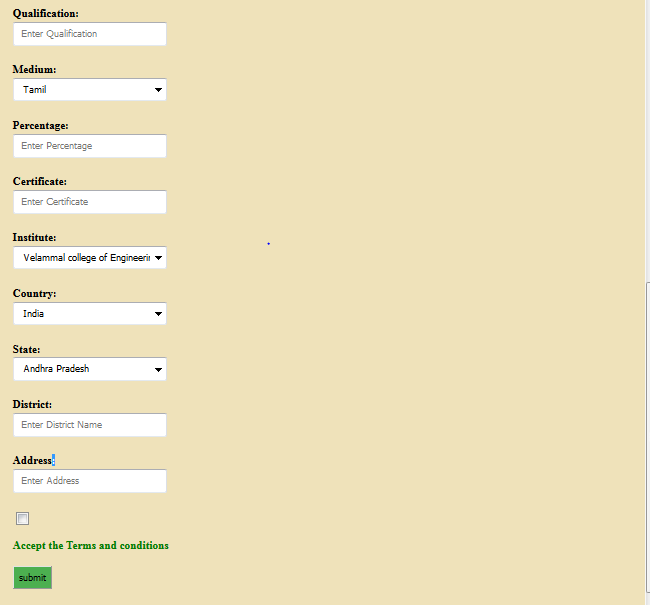 Qualification:
Enter Qualification
Medium:
Tamil
Percentage:
Enter Percentage
Certificate:
Enter Certificate
Institute:
Velammal college of Engineerin
Country:
India
State:
Andhra Pradesh
District:
Enter District Name
Address:
Enter Address
Accept the Terms and conditions
submit